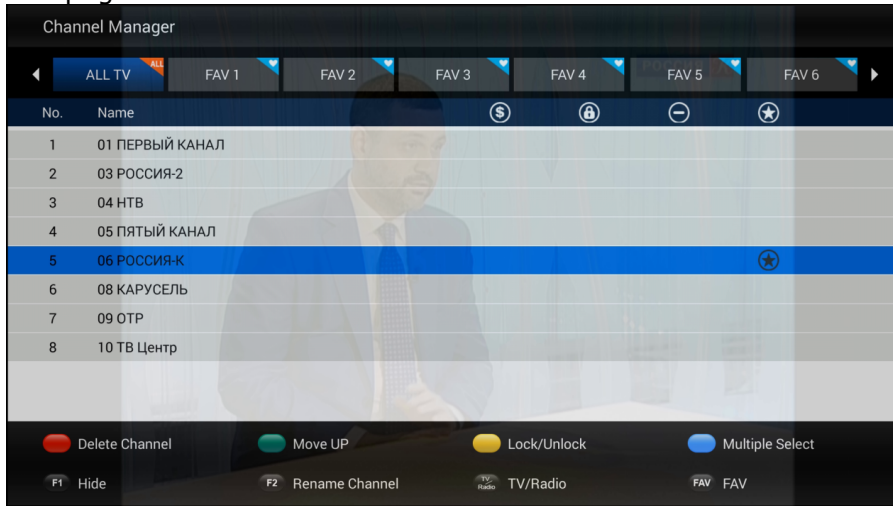 Channel Manager
ALL TV ALL FAV 1 FAV 2 FAV 3 FAV 4 FAV 5 FAV 6
No. Name
1 01 ПЕРВЫЙ КАНАЛ
2 03 РОССИЯ-2
3 04 НТВ
4 05 ПЯТЫЙ КАНАЛ
5 06 РОССИЯ-К
6 08 КАРУСЕЛЬ
7 09 ОТР
8 10 ТВ Центр
Delete Channel Move UP Lock/Unlock Multiple Select
F1 Hide F2 Rename Channel TV/Radio TV/Radio FAV FAV